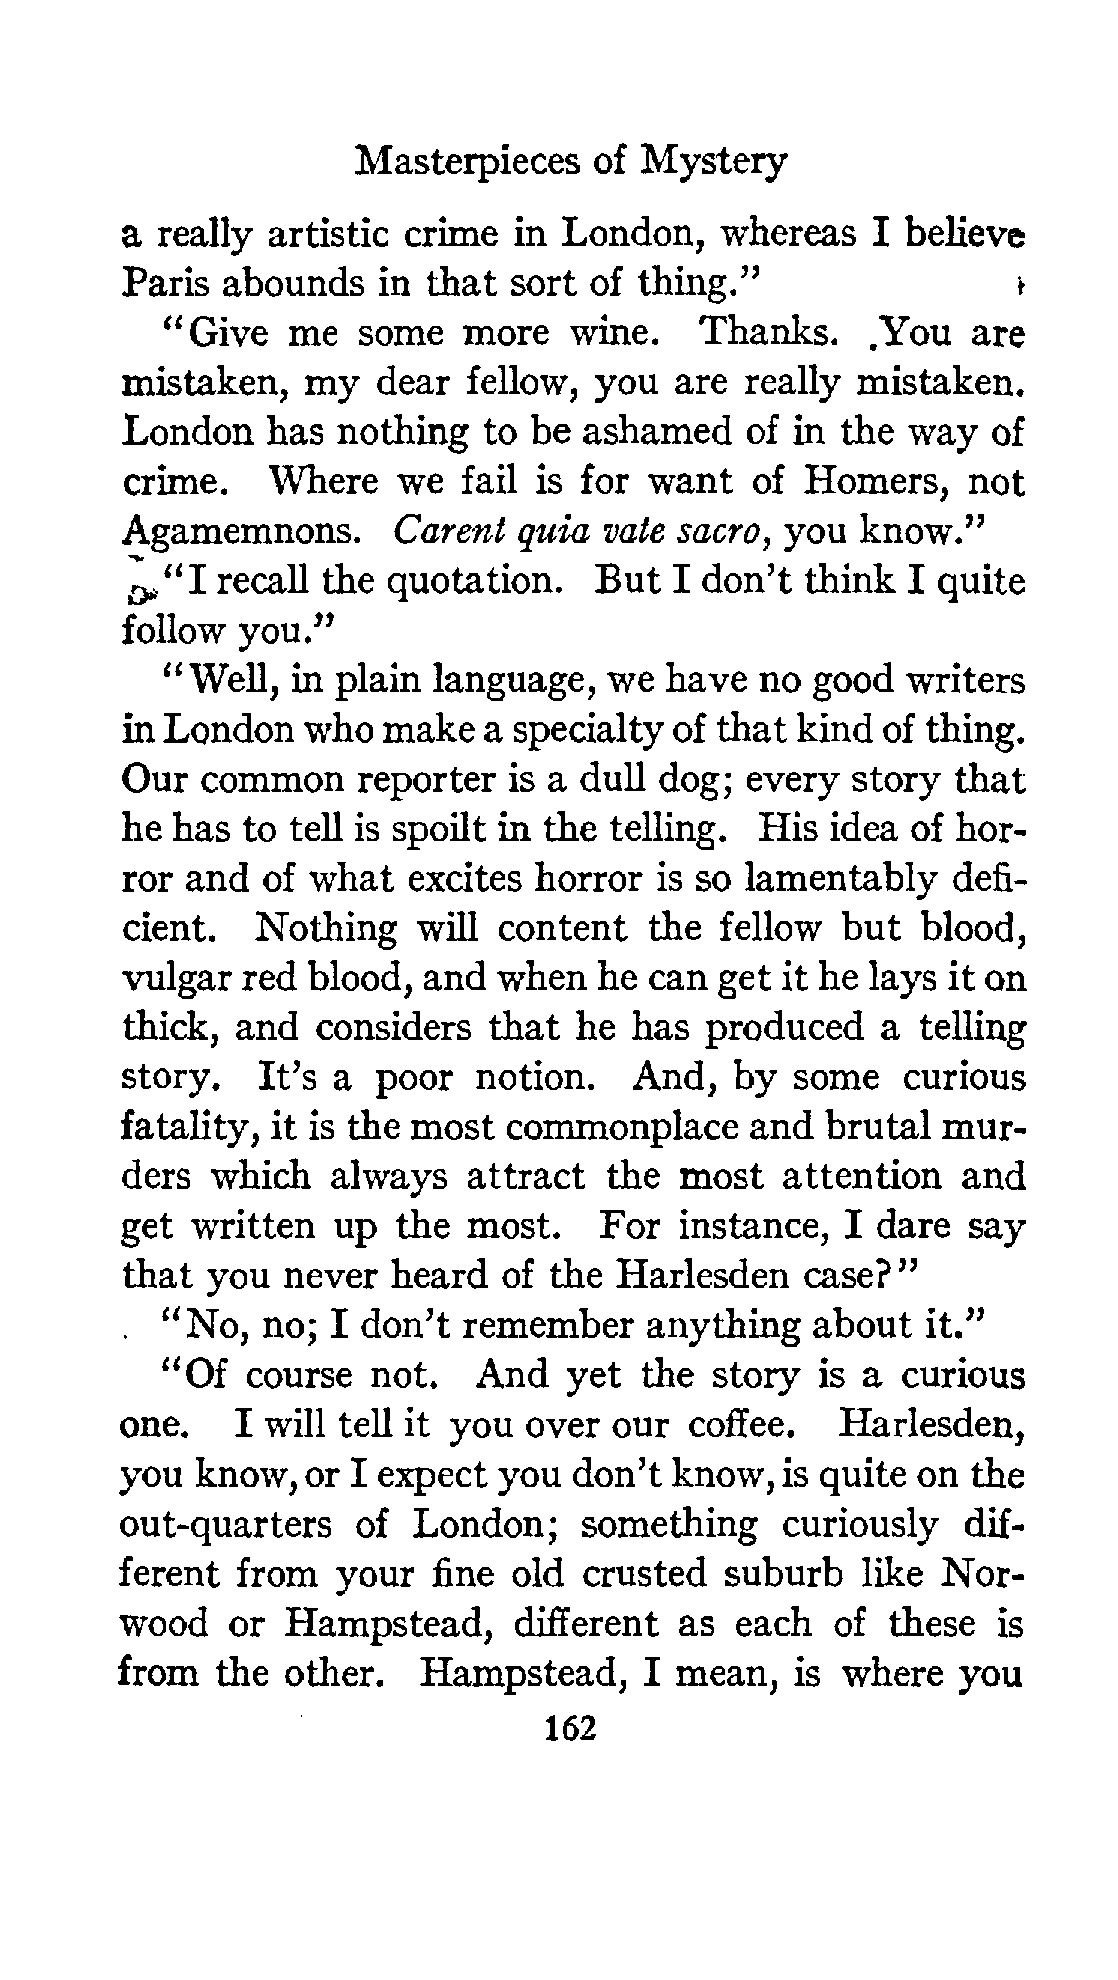 Masterpieces of Mystery
a really artistic crime in London, whereas I believe
Paris abounds in that sort of thing."
"Give me some more wine. Thanks. .You are
mistaken, my dear fellow, you are really mistaken.
London has nothing to be ashamed of in the way of
crime. Where we fail is for want of Homers, not
Agamemnons. Carent quia vate sacro, you know."
"I recall the quotation. But I don't think I quite
follow you."
"Well, in plain language, we have no good writers
in London who make a specialty of that kind of thing.
Our common reporter is a dull dog; every story that
he has to tell is spoilt in the telling. His idea of hor-
ror and of what excites horror is so lamentably defi-
cient. Nothing will content the fellow but blood,
vulgar red blood, and when he can get it he lays it on
thick, and considers that he has produced a telling
story. It's a poor notion. And, by some curious
fatality, it is the most commonplace and brutal mur-
ders which always attract the most attention and
get written up the most. For instance, I dare say
that you never heard of the Harlesden case?"
"No, no; I don't remember anything about it."
"Of course not. And yet the story is a curious
one. I will tell it you over our coffee. Harlesden,
you know, or I expect you don't know, is quite on the
out-quarters of London; something curiously dif-
ferent from your fine old crusted suburb like Nor-
wood or Hampstead, different as each of these is
from the other. Hampstead, I mean, is where you
162